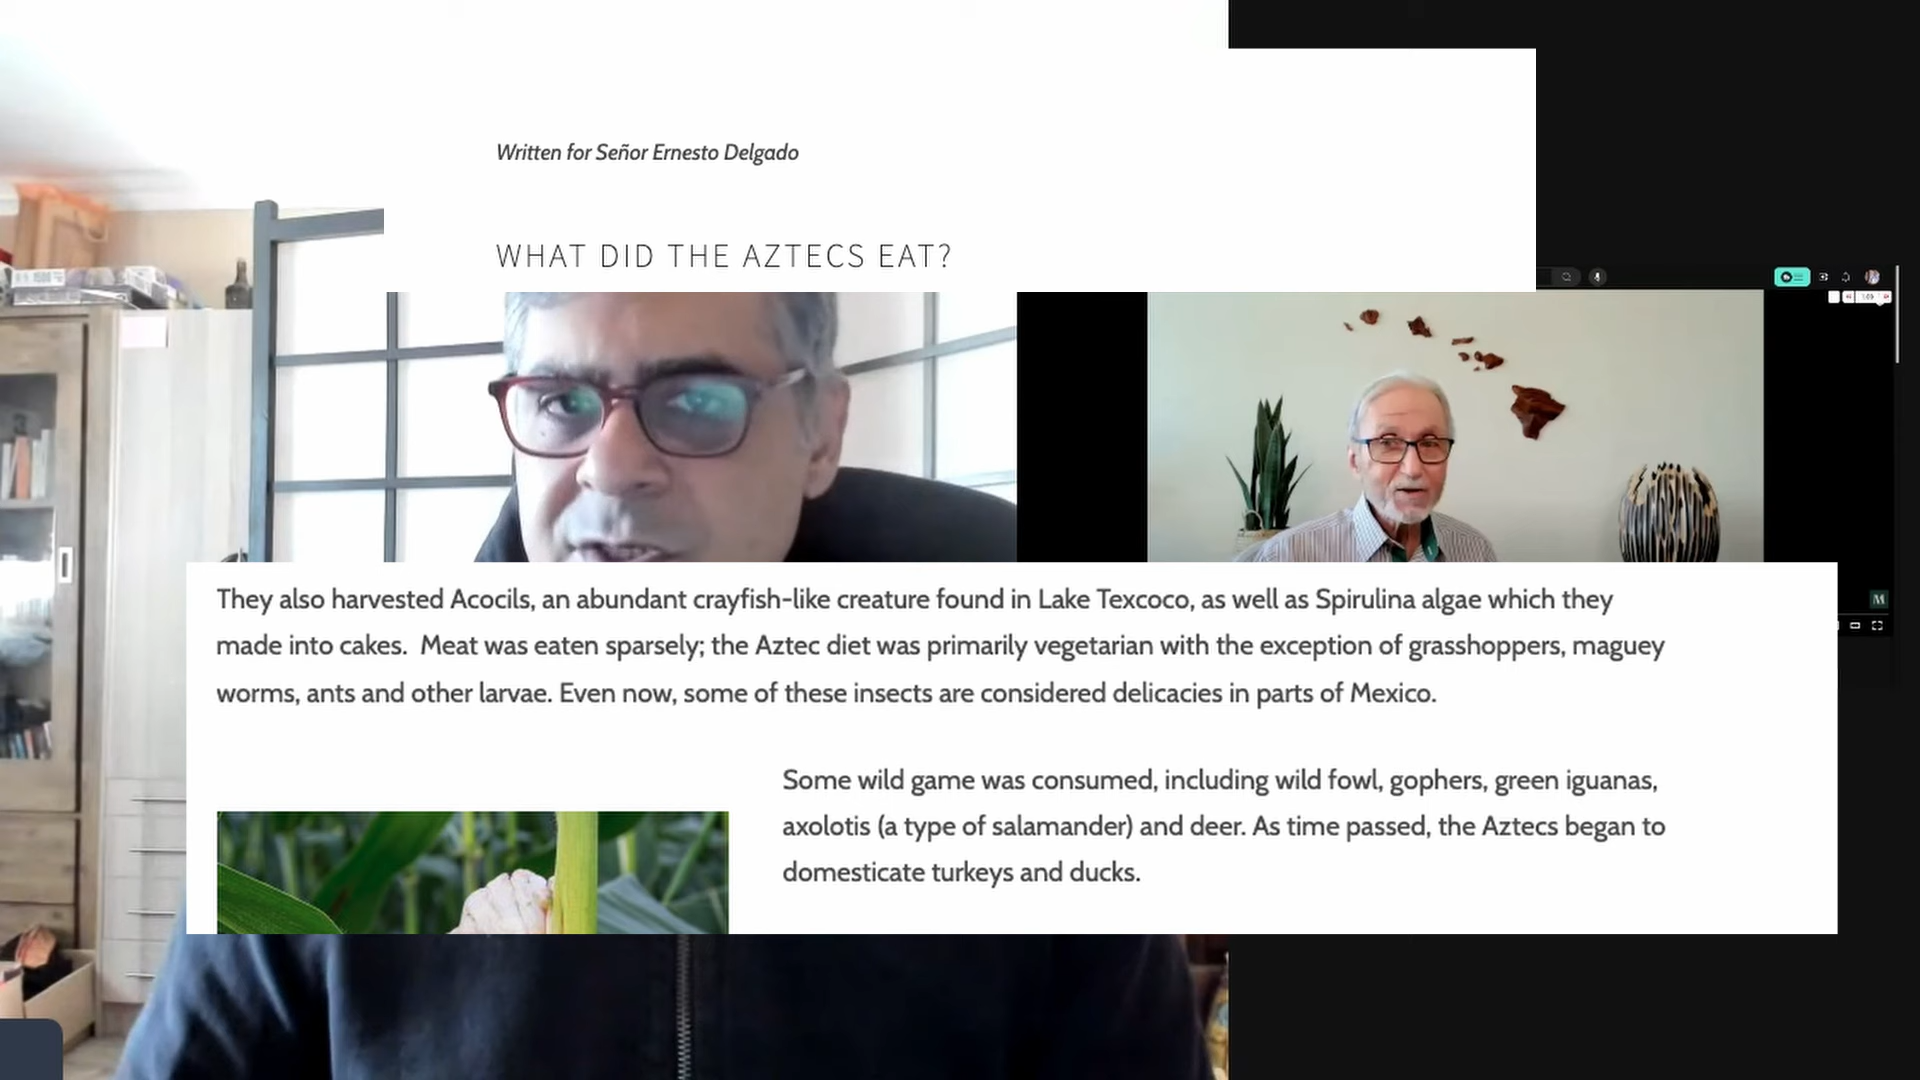 Written for Señor Ernesto Delgado
WHAT DID THE AZTECS EAT?
They also harvested Acocils, an abundant crayfish-like creature found in Lake Texcoco, as well as Spirulina algae which they
made into cakes.  Meat was eaten sparsely; the Aztec diet was primarily vegetarian with the exception of grasshoppers, maguey
worms, ants and other larvae. Even now, some of these insects are considered delicacies in parts of Mexico.
Some wild game was consumed, including wild fowl, gophers, green iguanas,
axolotis (a type of salamander) and deer. As time passed, the Aztecs began to
domesticate turkeys and ducks.
M